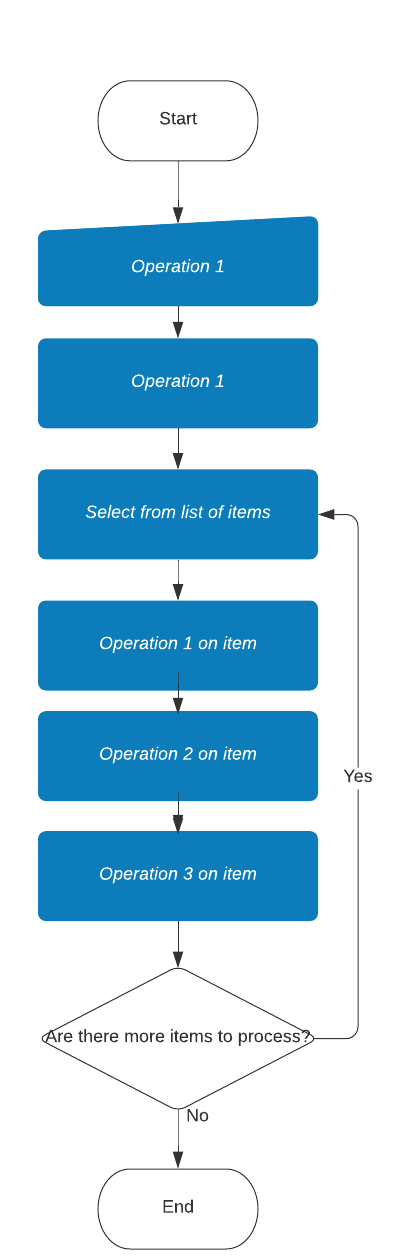 Start
Operation 1
Operation 1
Select from list of items
Operation 1 on item
Operation 2 on item
Yes
Operation 3 on item
Are there more items to process?
No
End